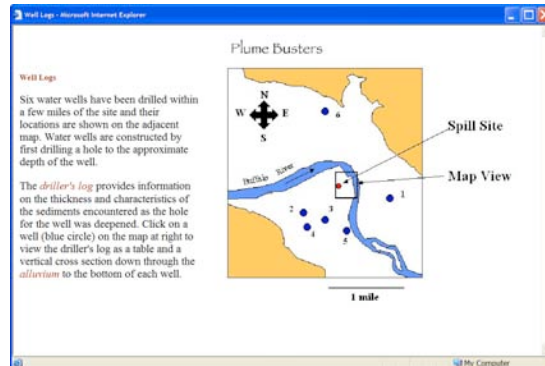 Well Logs - Microsoft Internet Explorer
Plume Busters
Well Logs
Six water wells have been drilled within
a few miles of the site and their
locations are shown on the adjacent
map. Water wells are constructed by
first drilling a hole to the approximate
depth of the well.
The driller's log provides information
on the thickness and characteristics of
the sediments encountered as the hole
for the well was deepened. Click on a
well (blue circle) on the map at right to
view the driller's log as a table and a
vertical cross section down through the
alluvium to the bottom of each well.
N
W E
S
6
Spill Site
Buffalo River
Map View
1
2
3
4
5
1 mile
My Computer